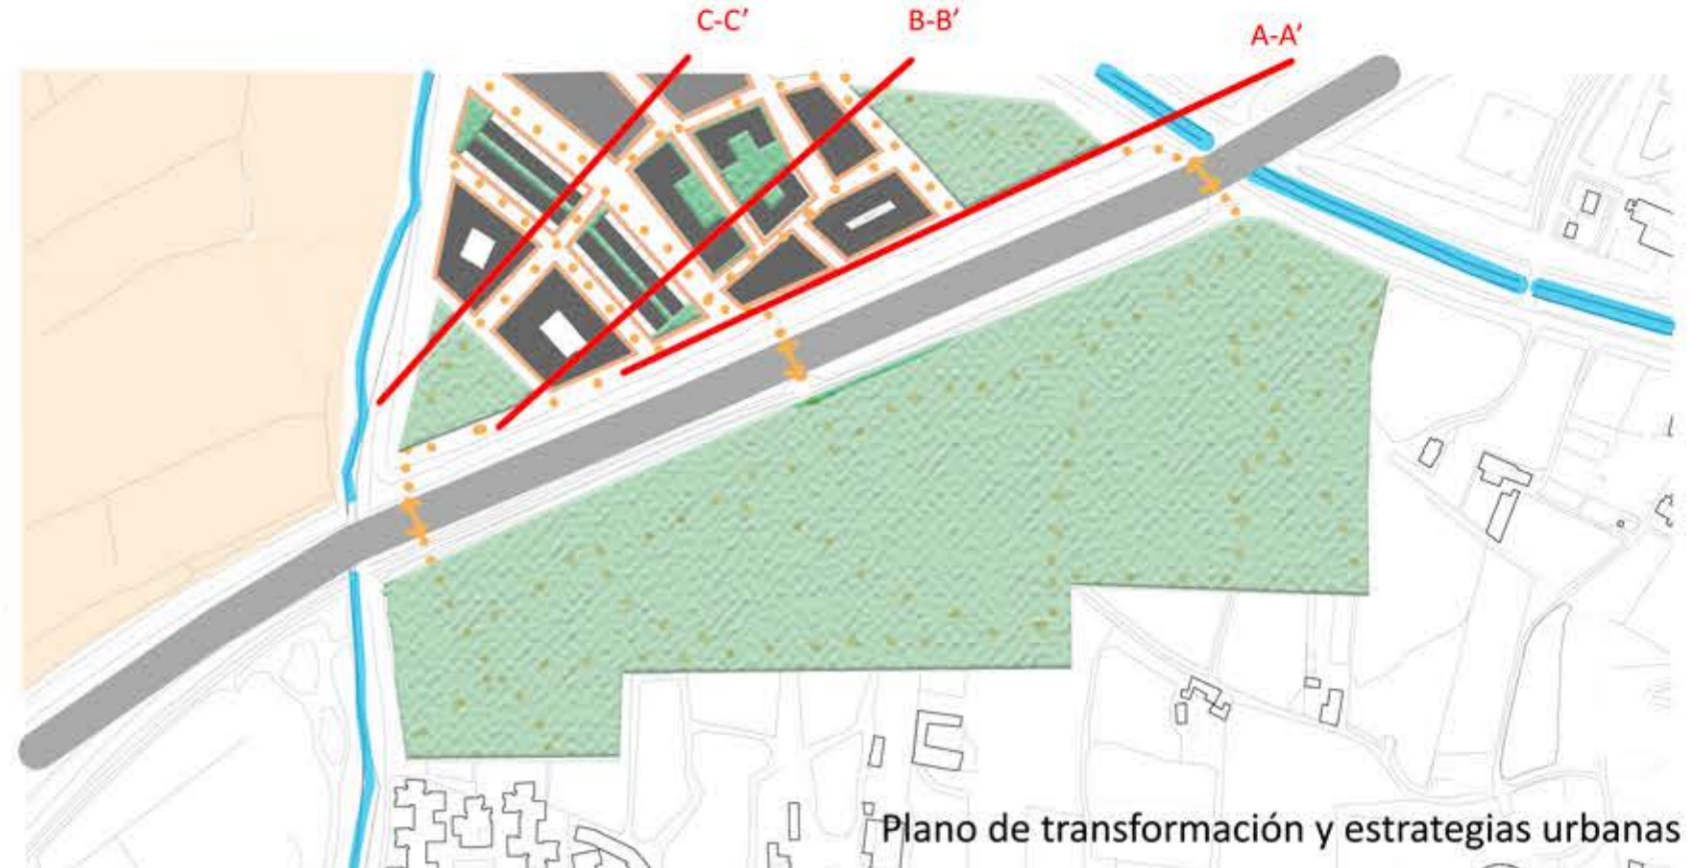 C-C’
B-B’
A-A’
Plano de transformación y estrategias urbanas